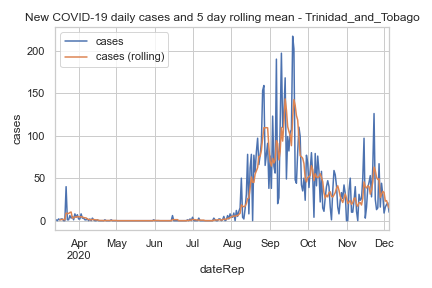 New COVID-19 daily cases and 5 day rolling mean - Trinidad_and_Tobago
cases
cases (rolling)
200
150
100
50
0
cases
Apr May Jun Jul Aug Sep Oct Nov Dec
2020
dateRep